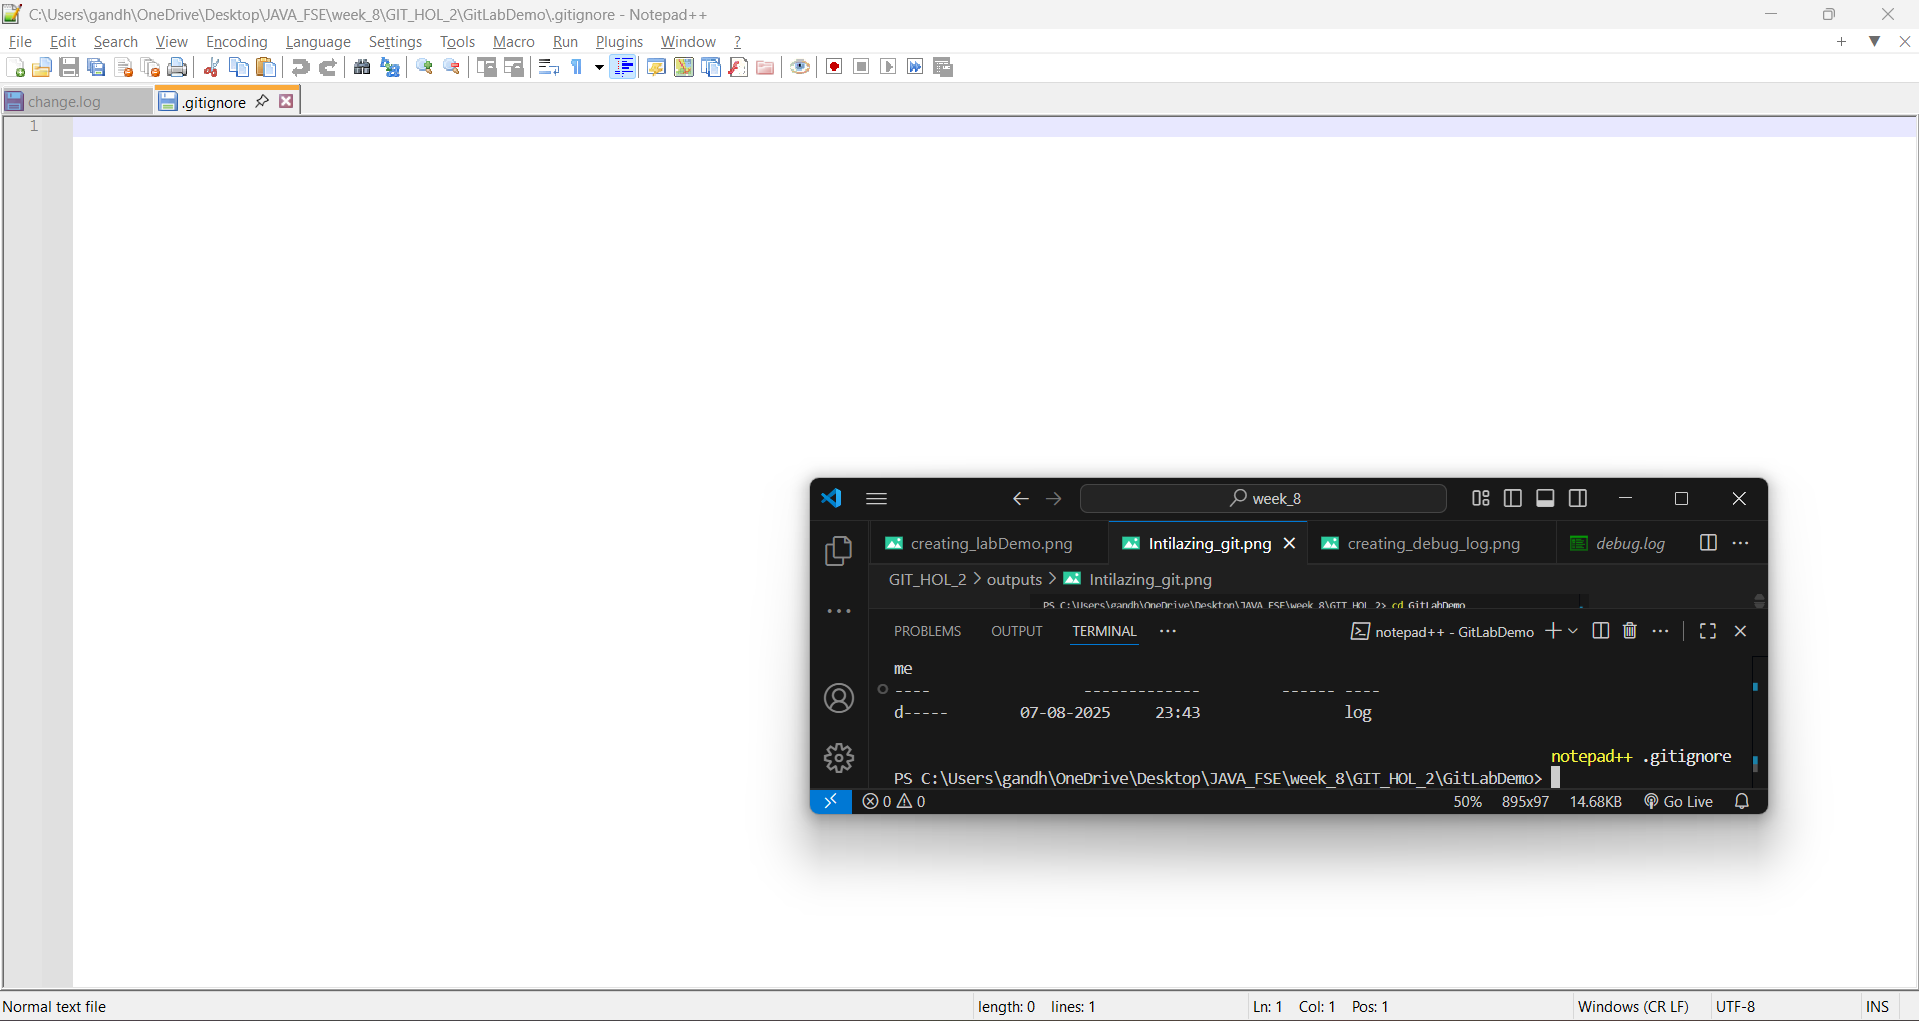 C:\Users\gandh\OneDrive\Desktop\JAVA_FSE\week_8\GIT_HOL_2\GitLabDemo\.gitignore - Notepad++
File Edit Search View Encoding Language Settings Tools Macro Run Plugins Window ?
change.log .gitignore
1
week_8
creating_labDemo.png Intilazing_git.png creating_debug_log.png debug.log
GIT_HOL_2 > outputs > Intilazing_git.png
PS C:\Users\gandh\OneDrive\Desktop\JAVA_FSE\week_8\GIT_HOL_2> cd GitLabDemo
PROBLEMS OUTPUT TERMINAL ... notepad++ - GitLabDemo
me
---- ------------- ------ ----
d----- 07-08-2025 23:43 log
notepad++ .gitignore
PS C:\Users\gandh\OneDrive\Desktop\JAVA_FSE\week_8\GIT_HOL_2\GitLabDemo>
0 0 50% 895x97 14.68KB Go Live
Normal text file length: 0 lines: 1 Ln: 1 Col: 1 Pos: 1 Windows (CR LF) UTF-8 INS